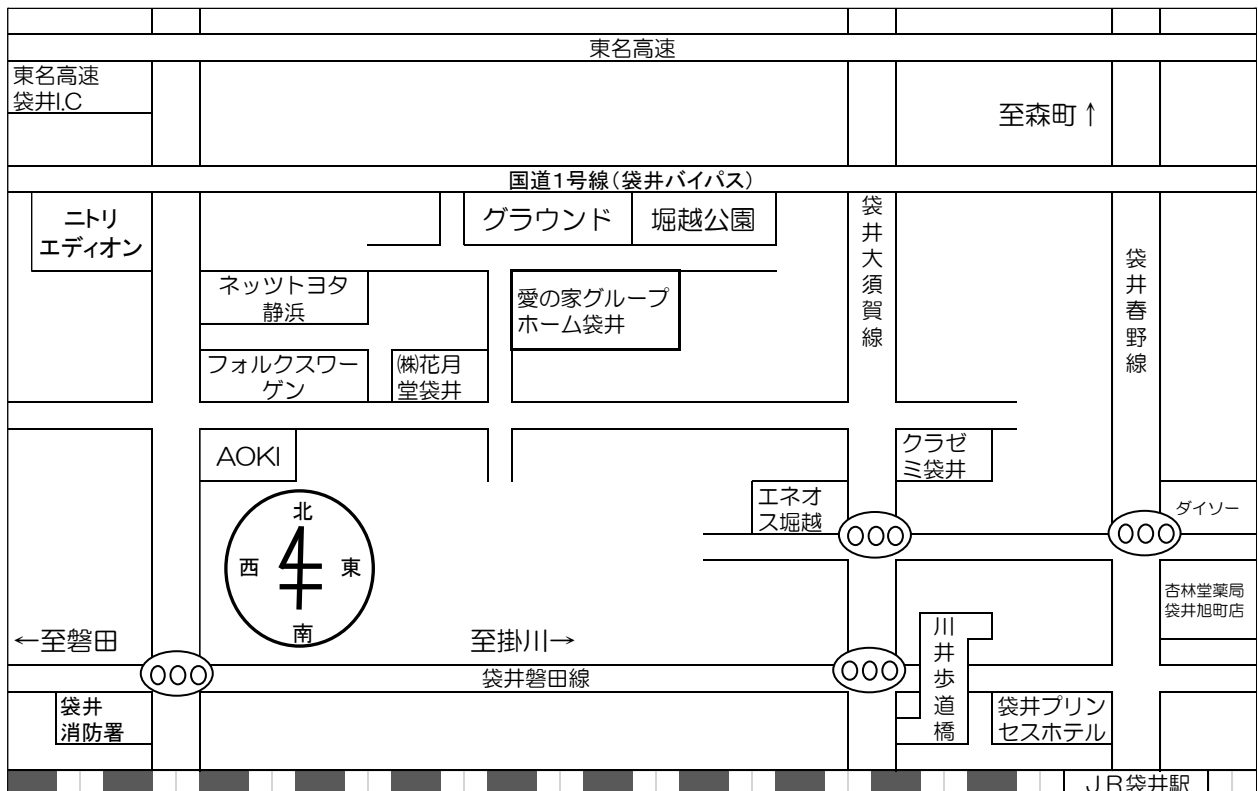 東名高速
東名高速
袋井I.C
至森町↑
国道1号線(袋井バイパス)
ニトリ
エディオン
グラウンド
堀越公園
袋井大須賀線
袋井春野線
ネッツトヨタ
静浜
愛の家グループ
ホーム袋井
フォルクスワー
ゲン
㈱花月
堂袋井
AOKI
クラゼ
ミ袋井
エネオ
ス堀越
ダイソー
北
西
東
南
杏林堂薬局
袋井旭町店
←至磐田
至掛川→
川井歩道橋
袋井磐田線
袋井
消防署
袋井プリン
セスホテル
JR袋井駅